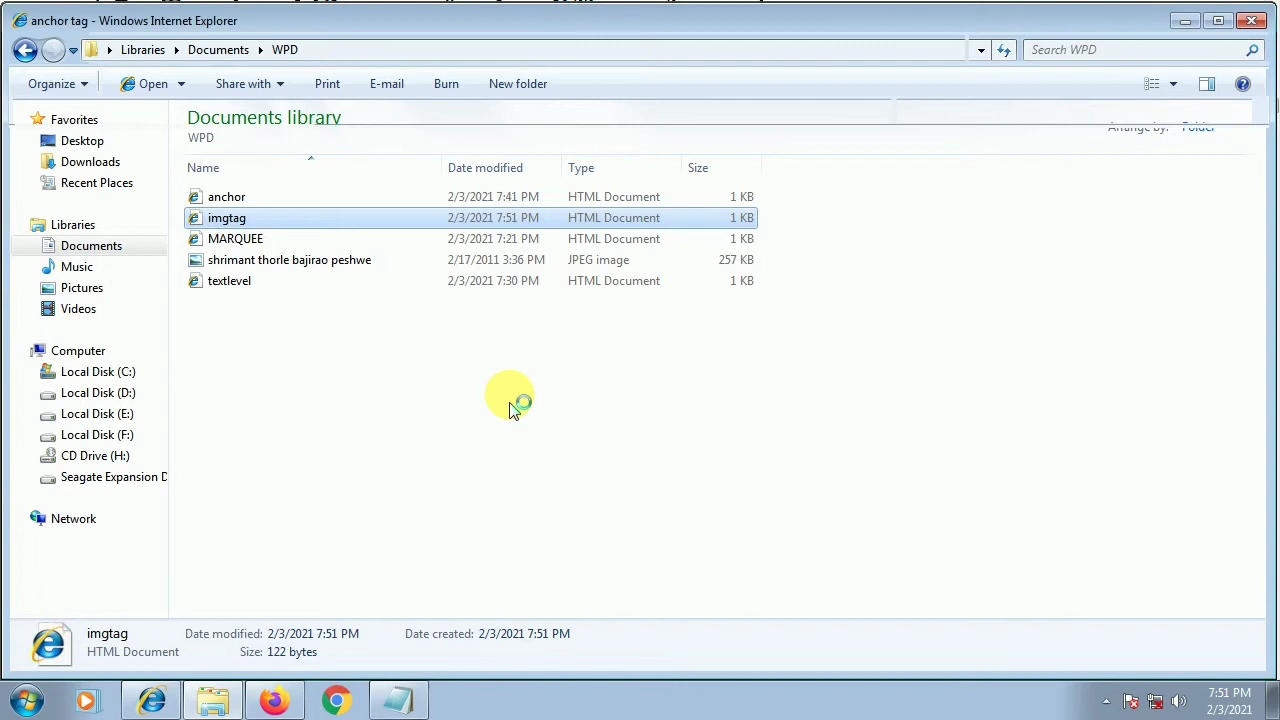 anchor tag - Windows Internet Explorer
Libraries Documents WPD
Search WPD
Organize Open Share with Print E-mail Burn New folder
Documents library
WPD
Arrange by: Folder
Name Date modified Type Size
anchor 2/3/2021 7:41 PM HTML Document 1 KB
imgtag 2/3/2021 7:51 PM HTML Document 1 KB
MARQUEE 2/3/2021 7:21 PM HTML Document 1 KB
shrimant thorle bajirao peshwe 2/17/2011 3:36 PM JPEG image 257 KB
textlevel 2/3/2021 7:30 PM HTML Document 1 KB
Favorites
Desktop
Downloads
Recent Places
Libraries
Documents
Music
Pictures
Videos
Computer
Local Disk (C:)
Local Disk (D:)
Local Disk (E:)
Local Disk (F:)
CD Drive (H:)
Seagate Expansion D
Network
imgtag Date modified: 2/3/2021 7:51 PM Date created: 2/3/2021 7:51 PM
HTML Document Size: 122 bytes
7:51 PM
2/3/2021